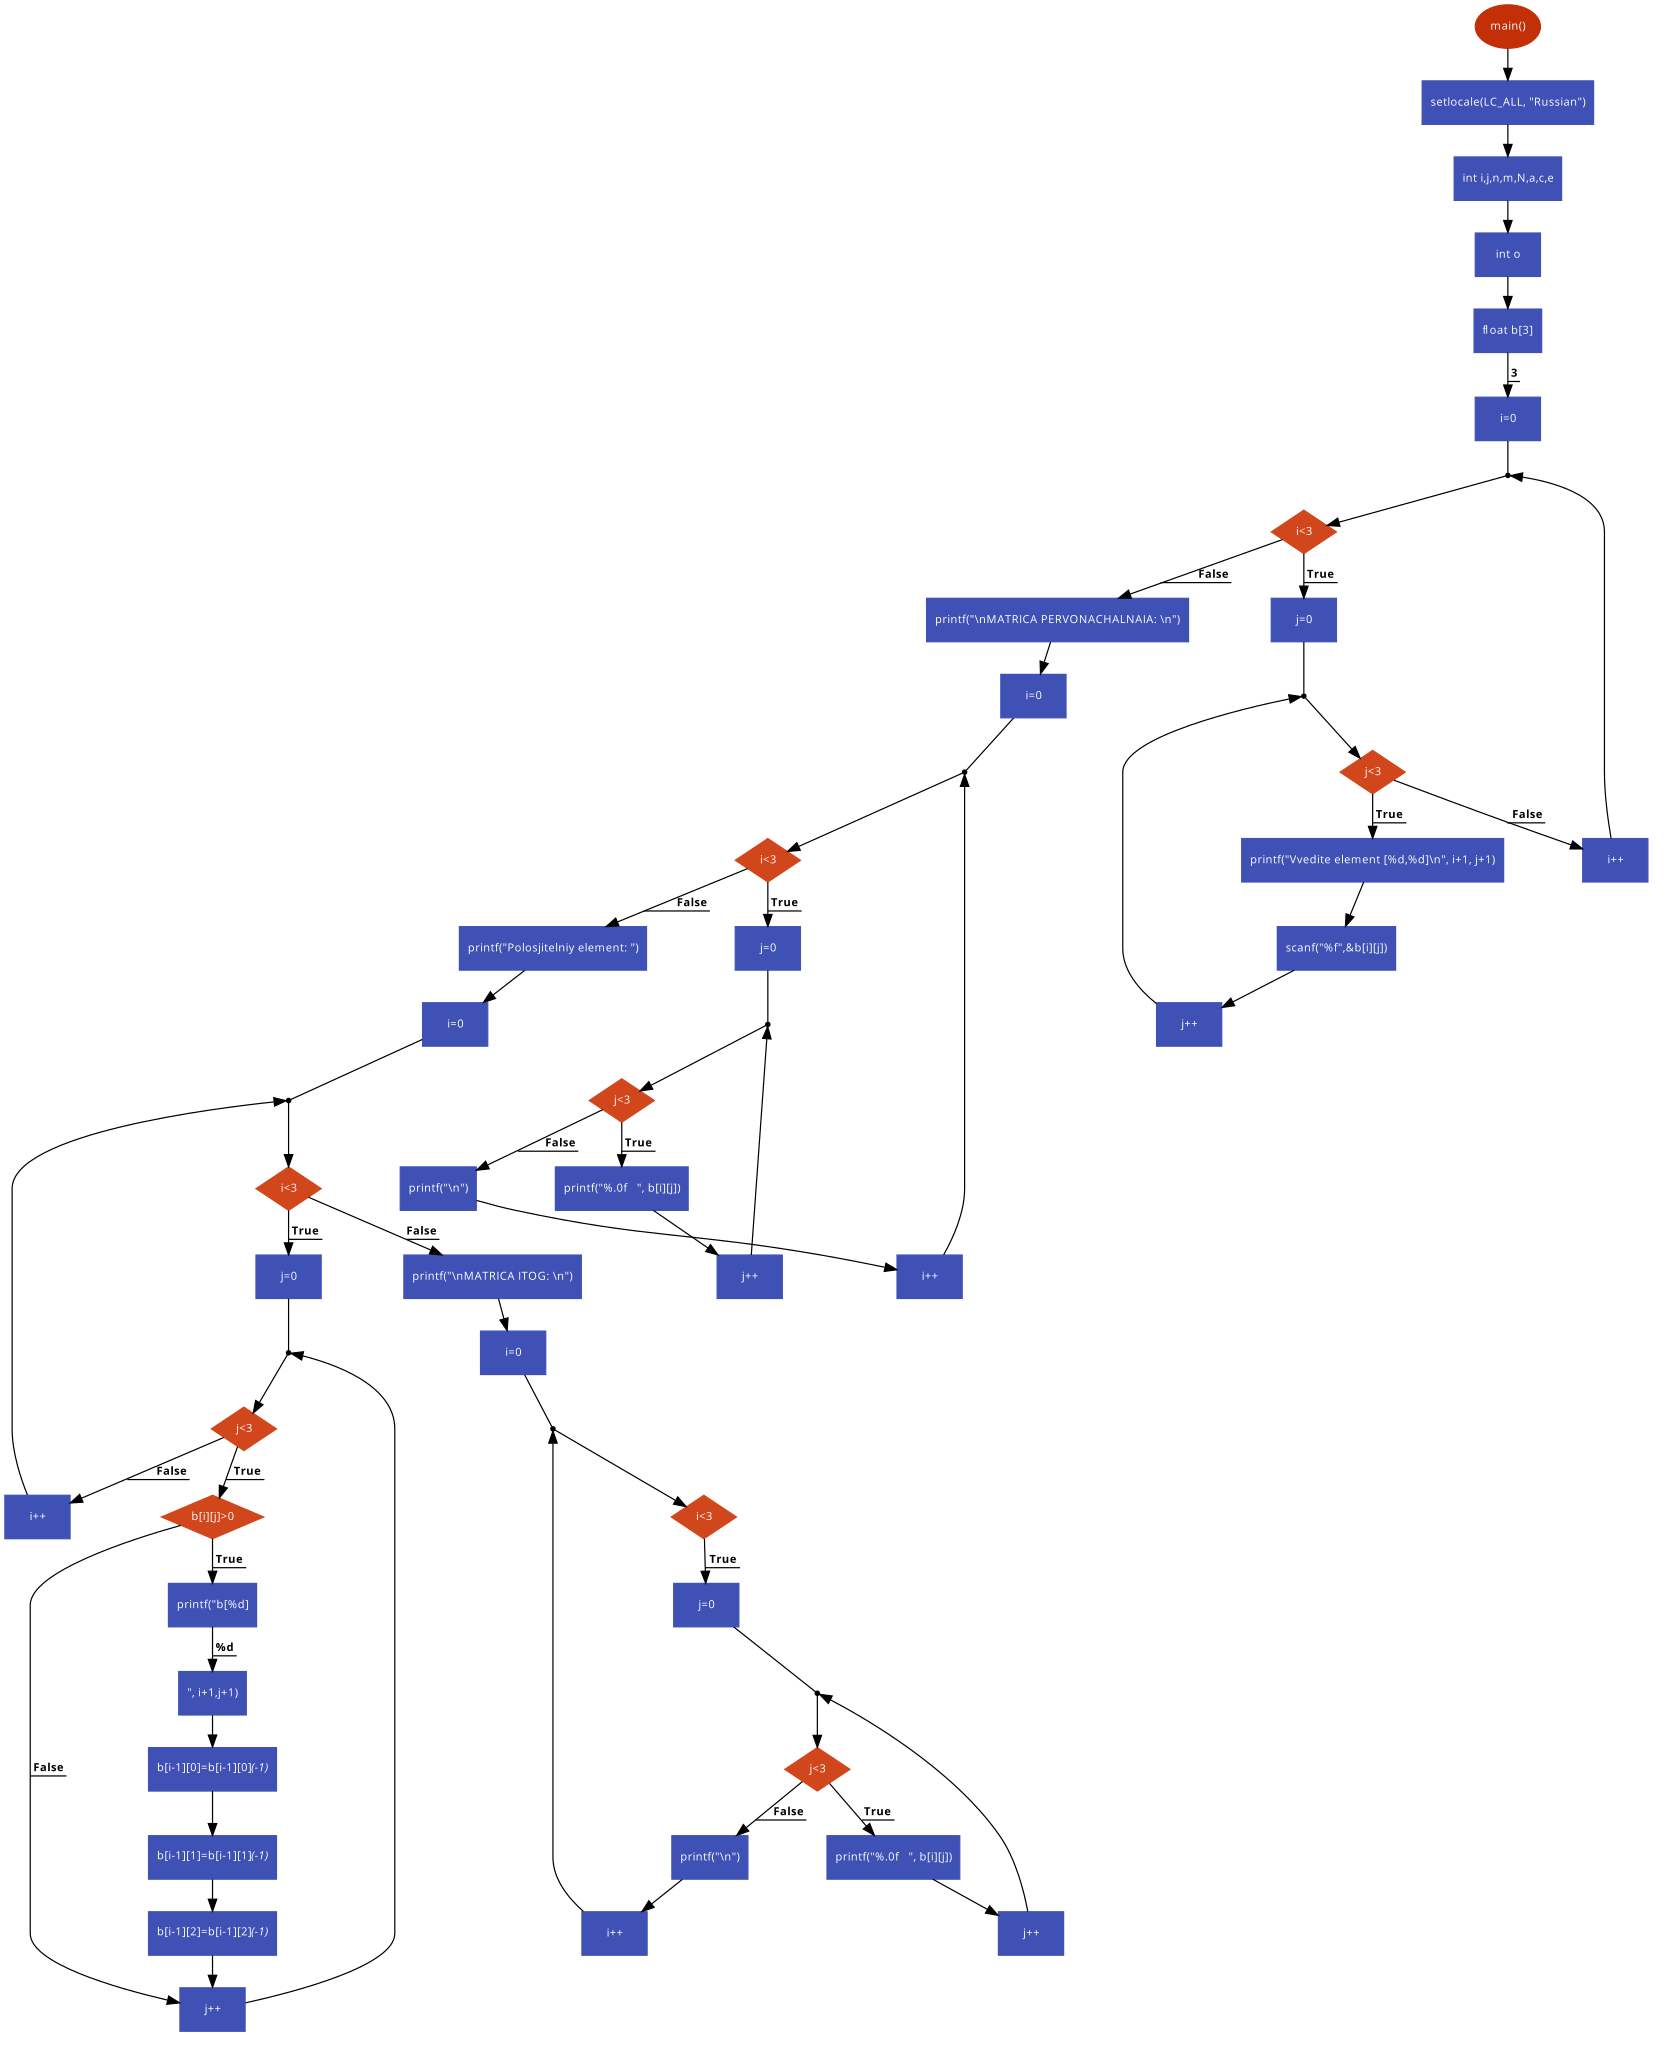 main()
setlocale(LC_ALL, "Russian")
int i,j,n,m,N,a,c,e
int o
float b[3]
3
i=0
i<3
False
True
printf("\nMATRICA PERVONACHALNAIA: \n")
j=0
i=0
j<3
True
False
printf("Vvedite element [%d,%d]\n", i+1, j+1)
i++
scanf("%f",&b[i][j])
j++
i<3
False
True
printf("Polosjitelniy element: ")
j=0
i=0
j<3
False
True
printf("\n")
printf("%.0f   ", b[i][j])
j++
i++
i<3
True
False
j=0
printf("\nMATRICA ITOG: \n")
i=0
j<3
False
True
i++
b[i][j]>0
True
printf("b[%d]
%d
", i+1,j+1)
False
b[i-1][0]=b[i-1][0](-1)
b[i-1][1]=b[i-1][1](-1)
b[i-1][2]=b[i-1][2](-1)
j++
i<3
True
j=0
j<3
False
True
printf("\n")
printf("%.0f   ", b[i][j])
i++
j++